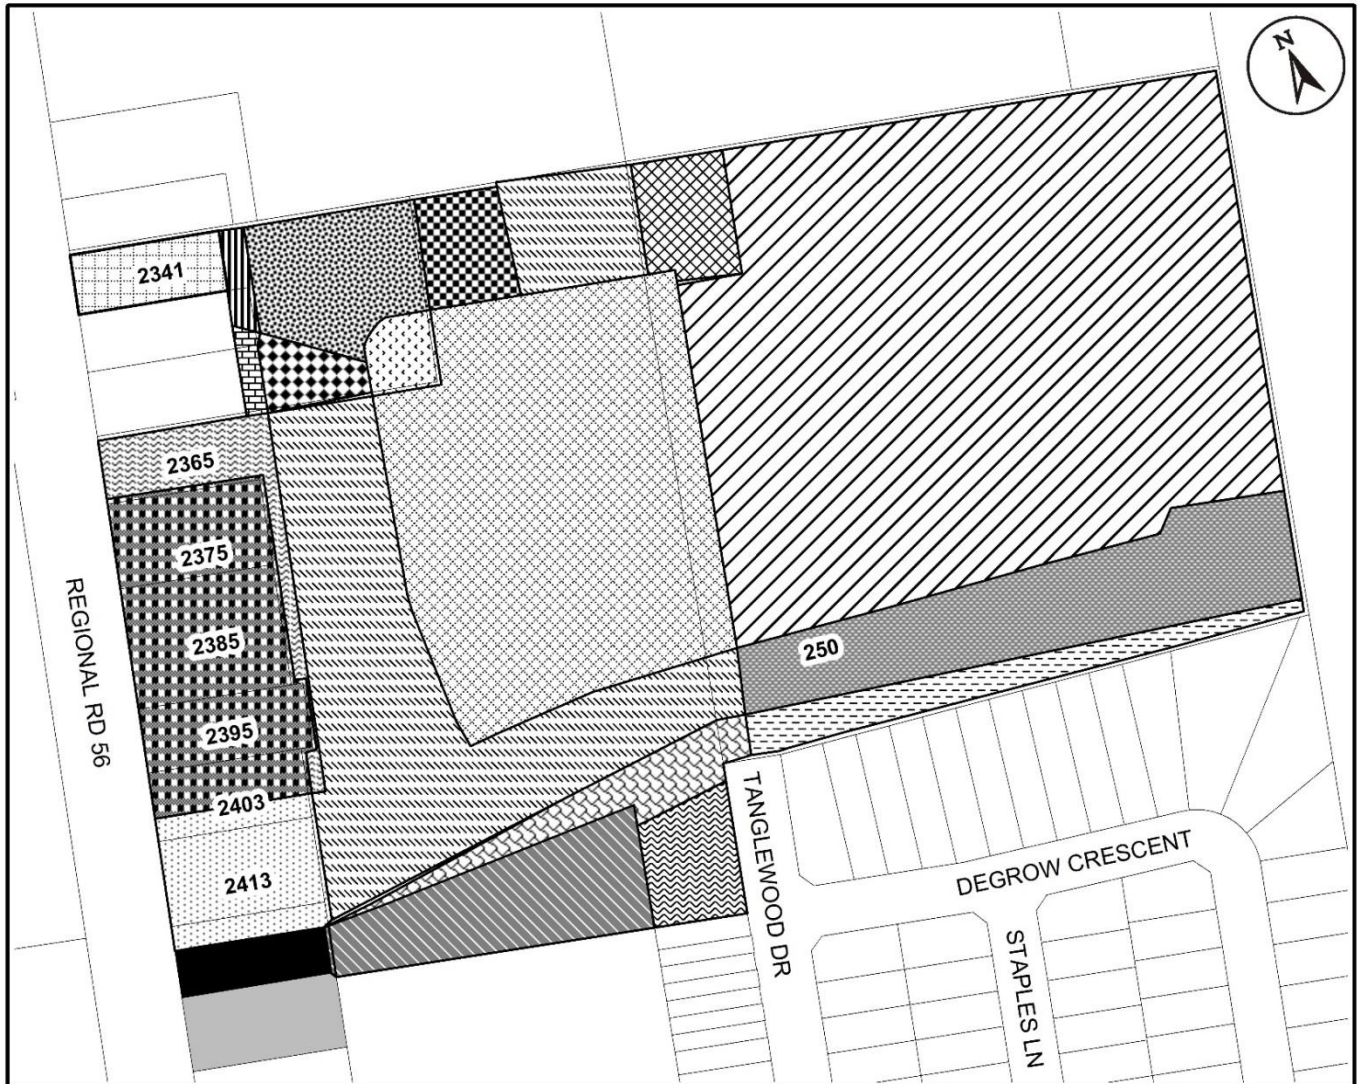 N
2341
2365
2375
2385
2395
2403
2413
250
REGIONAL RD 56
TANGLEWOOD DR
DEGROW CRESCENT
STAPLES LN